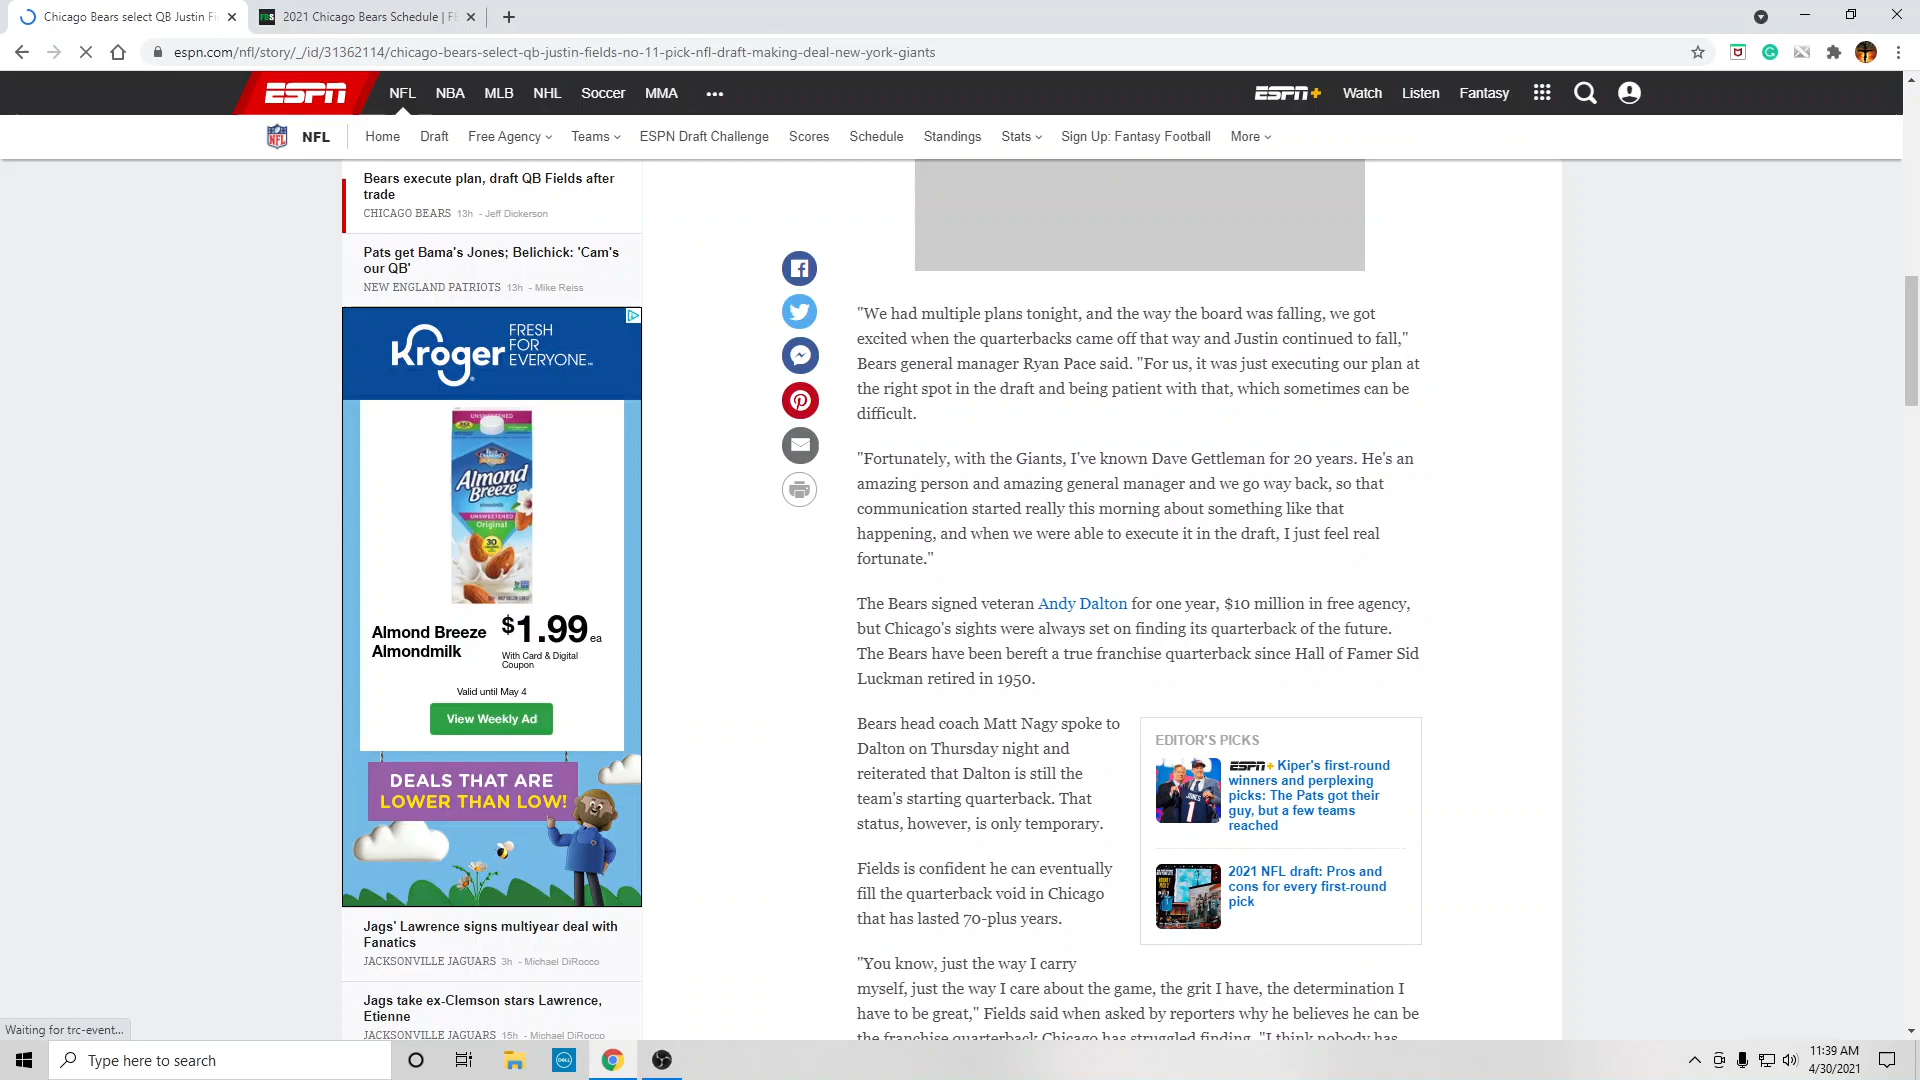 Chicago Bears select QB Justin Fi
2021 Chicago Bears Schedule | F
espn.com/nfl/story/_/id/31362114/chicago-bears-select-qb-justin-fields-no-11-pick-nfl-draft-making-deal-new-york-giants
ESPN NFL NBA MLB NHL Soccer MMA ESPN+ Watch Listen Fantasy
NFL Home Draft Free Agency Teams ESPN Draft Challenge Scores Schedule Standings Stats Sign Up: Fantasy Football More
Bears execute plan, draft QB Fields after
trade
CHICAGO BEARS 13h - Jeff Dickerson
Pats get Bama's Jones; Belichick: 'Cam's
our QB'
NEW ENGLAND PATRIOTS 13h - Mike Reiss
Kroger
FRESH
FOR
EVERYONE™
UNSWEETENED
Almond
Breeze
almondmilk
UNSWEETENED
Original
30
Almond Breeze
Almondmilk
$1.99 ea
With Card & Digital
Coupon
Valid until May 4
View Weekly Ad
DEALS THAT ARE
LOWER THAN LOW!
Jags' Lawrence signs multiyear deal with
Fanatics
JACKSONVILLE JAGUARS 3h - Michael DiRocco
Jags take ex-Clemson stars Lawrence,
Etienne
JACKSONVILLE JAGUARS 15h - Michael DiRocco
"We had multiple plans tonight, and the way the board was falling, we got
excited when the quarterbacks came off that way and Justin continued to fall,"
Bears general manager Ryan Pace said. "For us, it was just executing our plan at
the right spot in the draft and being patient with that, which sometimes can be
difficult.
"Fortunately, with the Giants, I've known Dave Gettleman for 20 years. He's an
amazing person and amazing general manager and we go way back, so that
communication started really this morning about something like that
happening, and when we were able to execute it in the draft, I just feel real
fortunate."
The Bears signed veteran Andy Dalton for one year, $10 million in free agency,
but Chicago's sights were always set on finding its quarterback of the future.
The Bears have been bereft a true franchise quarterback since Hall of Famer Sid
Luckman retired in 1950.
Bears head coach Matt Nagy spoke to
Dalton on Thursday night and
reiterated that Dalton is still the
team's starting quarterback. That
status, however, is only temporary.
Fields is confident he can eventually
fill the quarterback void in Chicago
that has lasted 70-plus years.
EDITOR'S PICKS
ESPN+ Kiper's first-round
winners and perplexing
picks: The Pats got their
guy, but a few teams
reached
2021 NFL draft: Pros and
cons for every first-round
pick
"You know, just the way I carry
myself, just the way I care about the game, the grit I have, the determination I
have to be great," Fields said when asked by reporters why he believes he can be
the franchise quarterback Chicago has struggled finding. "I think nobody has
Waiting for trc-event...
Type here to search
DELL
11:39 AM
4/30/2021